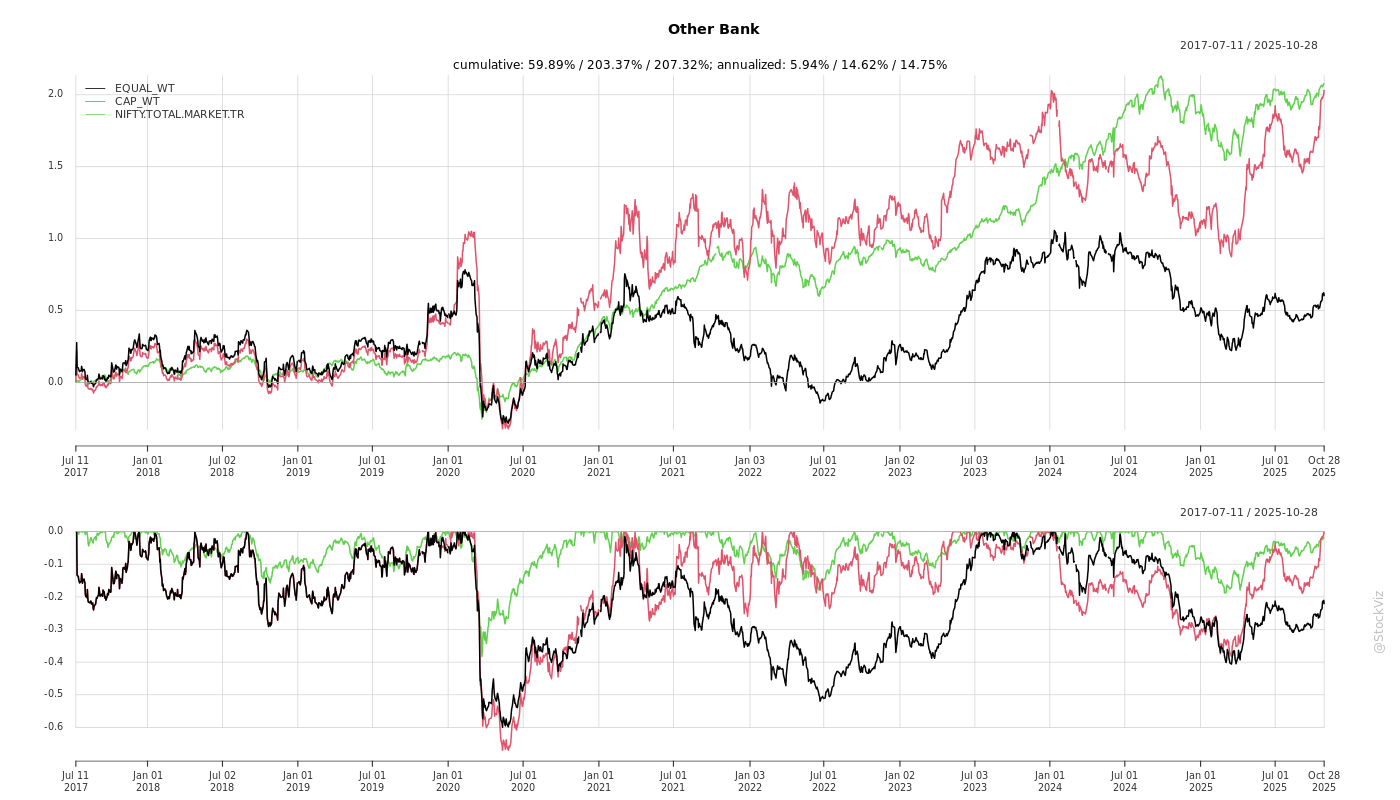 Other Bank
2017-07-11 / 2025-10-28
cumulative: 59.89% / 203.37% / 207.32%; annualized: 5.94% / 14.62% / 14.75%
EQUAL_WT
CAP_WT
NIFTY.TOTAL.MARKET.TR
2.0
1.5
1.0
0.5
0.0
Jul 11 Jan 01 Jul 02 Jan 01 Jul 01 Jan 01 Jul 01 Jan 01 Jul 01 Jan 03 Jul 01 Jan 02 Jul 03 Jan 01 Jul 01 Jan 01 Jul 01 Oct 28
2017 2018 2018 2019 2019 2020 2020 2021 2021 2022 2022 2023 2023 2024 2024 2025 2025 2025
2017-07-11 / 2025-10-28
0.0
-0.1
-0.2
-0.3
-0.4
-0.5
-0.6
Jul 11 Jan 01 Jul 02 Jan 01 Jul 01 Jan 01 Jul 01 Jan 01 Jul 01 Jan 03 Jul 01 Jan 02 Jul 03 Jan 01 Jul 01 Jan 01 Jul 01 Oct 28
2017 2018 2018 2019 2019 2020 2020 2021 2021 2022 2022 2023 2023 2024 2024 2025 2025 2025
@StockViz